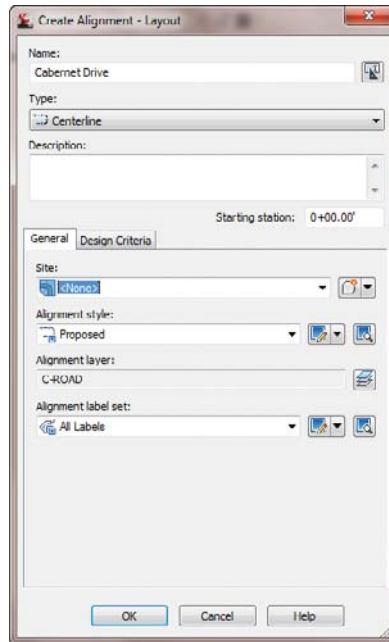 Create Alignment - Layout
Name:
Cabernet Drive
Type:
Centerline
Description:
Starting station: 0+00.00'
General Design Criteria
Site:
<None>
Alignment style:
Proposed
Alignment layer:
C-ROAD
Alignment label set:
All Labels
OK Cancel Help